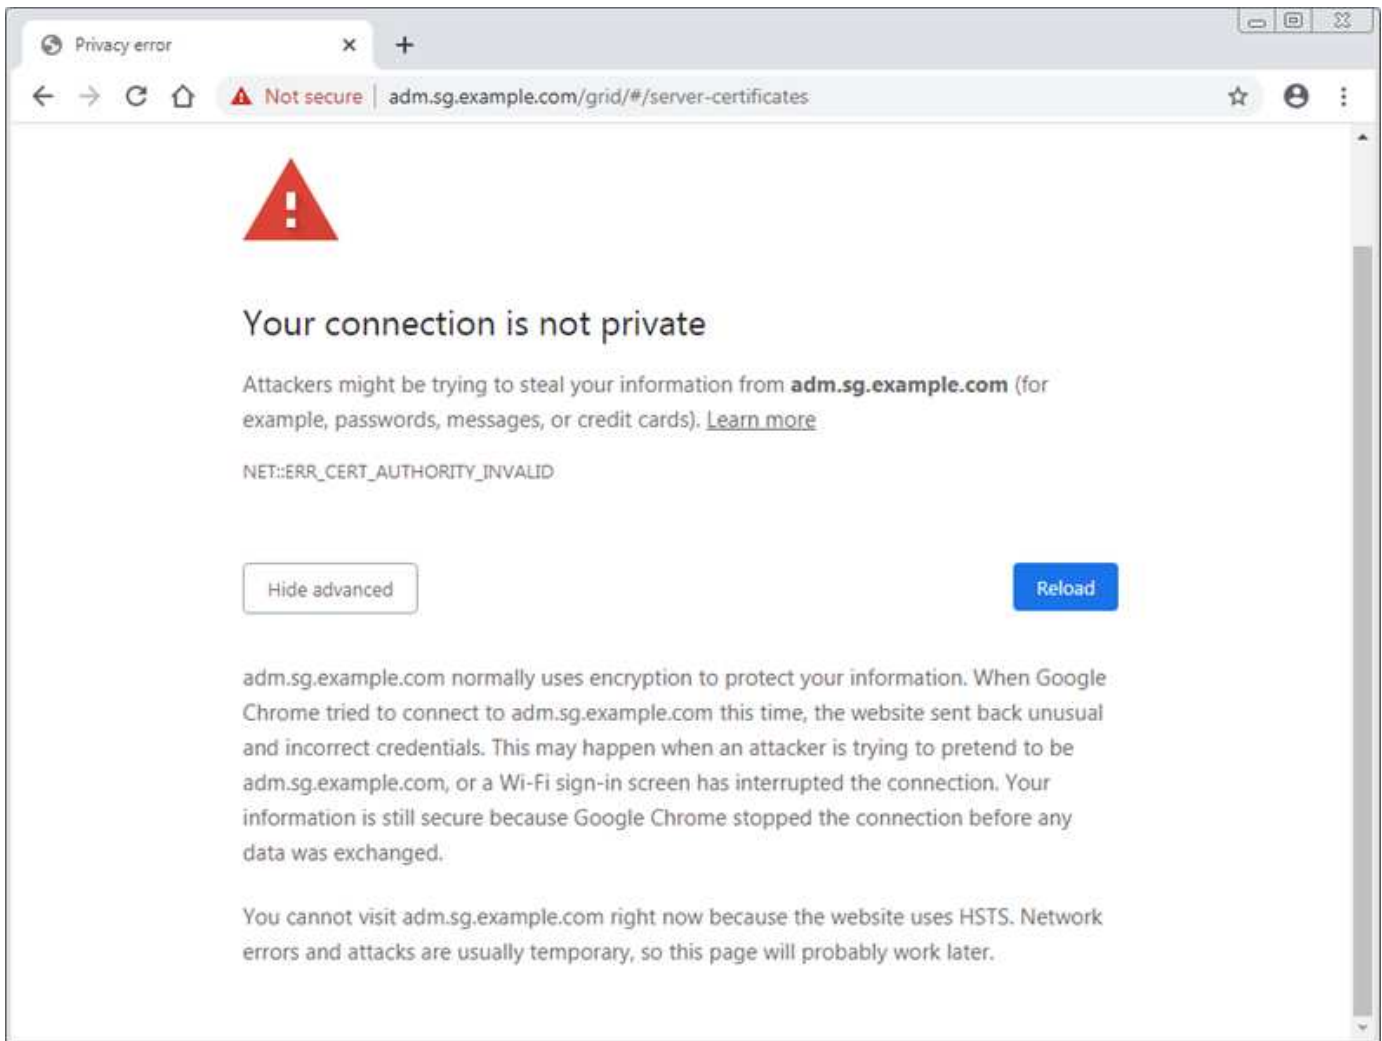 Privacy error
Not secure adm.sg.example.com/grid/#/server-certificates
Your connection is not private
Attackers might be trying to steal your information from adm.sg.example.com (for
example, passwords, messages, or credit cards). Learn more
NET::ERR_CERT_AUTHORITY_INVALID
Hide advanced
Reload
adm.sg.example.com normally uses encryption to protect your information. When Google
Chrome tried to connect to adm.sg.example.com this time, the website sent back unusual
and incorrect credentials. This may happen when an attacker is trying to pretend to be
adm.sg.example.com, or a Wi-Fi sign-in screen has interrupted the connection. Your
information is still secure because Google Chrome stopped the connection before any
data was exchanged.
You cannot visit adm.sg.example.com right now because the website uses HSTS. Network
errors and attacks are usually temporary, so this page will probably work later.